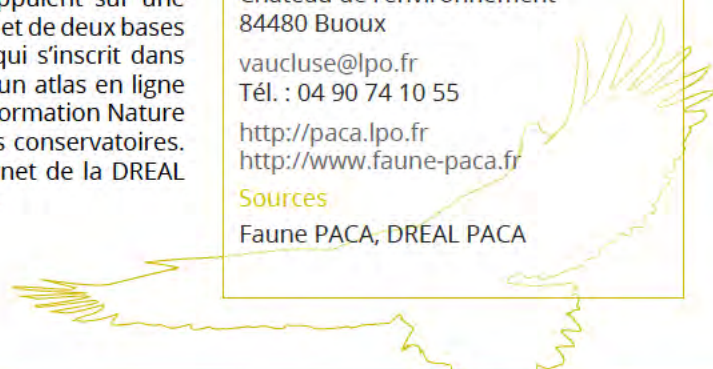 et de deux bases
qui s'inscrit dans
un atlas en ligne
ormation Nature
s conservatoires.
net de la DREAL
84480 Buoux
vaucluse@lpo.fr
Tél. : 04 90 74 10 55
http://paca.lpo.fr
http://www.faune-paca.fr
Sources
Faune PACA, DREAL PACA